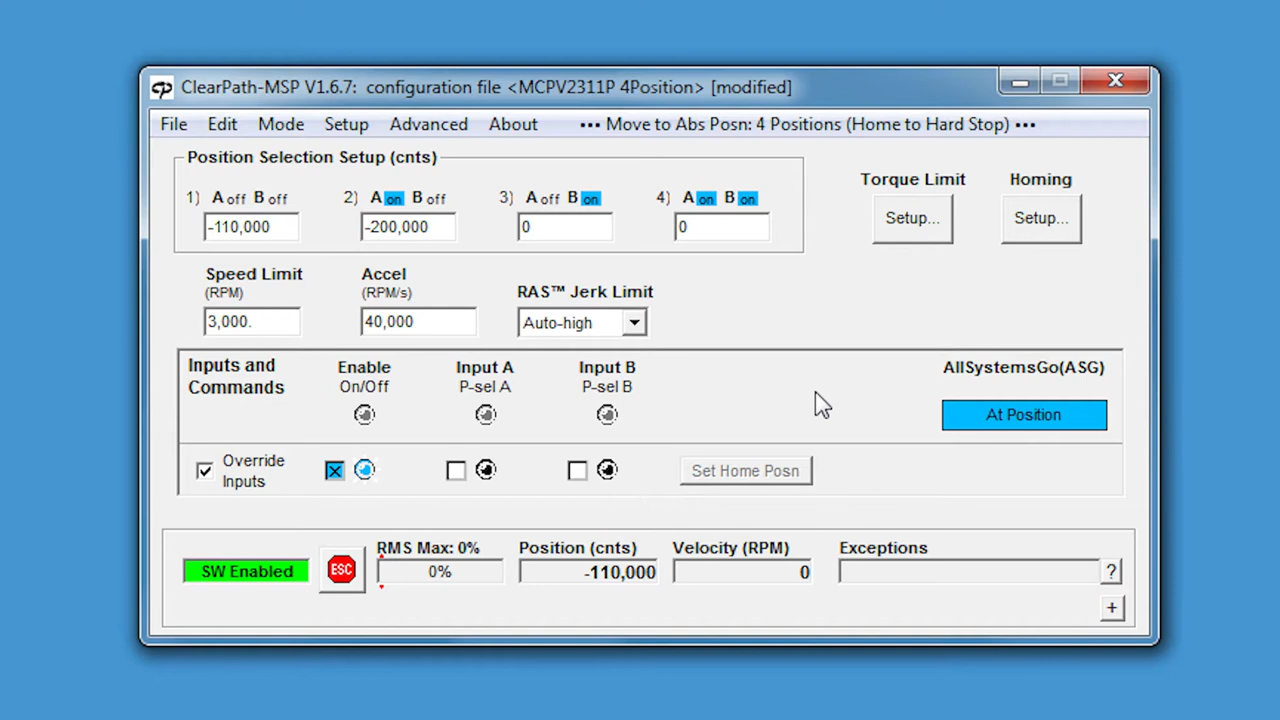 ClearPath-MSP V1.6.7: configuration file <MCPV2311P 4Position> [modified]
File Edit Mode Setup Advanced About ••• Move to Abs Posn: 4 Positions (Home to Hard Stop) •••
Position Selection Setup (cnts)
1) A off B off 2) A on B off 3) A off B on 4) A on B on
-110,000 -200,000 0 0
Torque Limit Homing
Setup... Setup...
Speed Limit (RPM)
3,000.
Accel (RPM/s)
40,000
RAS™ Jerk Limit
Auto-high
Inputs and Commands
Enable Input A Input B AllSystemsGo(ASG)
On/Off P-sel A P-sel B
At Position
Override Inputs
Set Home Posn
RMS Max: 0% Position (cnts) Velocity (RPM) Exceptions
SW Enabled ESC 0% -110,000 0 ?
+